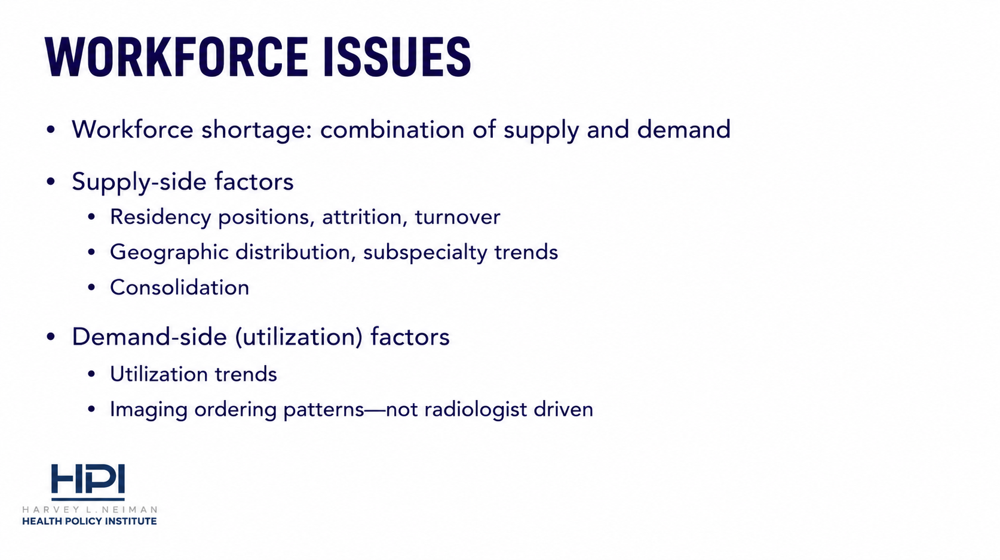 WORKFORCE ISSUES
• Workforce shortage: combination of supply and demand
• Supply-side factors
• Residency positions, attrition, turnover
• Geographic distribution, subspecialty trends
• Consolidation
• Demand-side (utilization) factors
• Utilization trends
• Imaging ordering patterns—not radiologist driven
HPI
HARVEY L. NEIMAN
HEALTH POLICY INSTITUTE